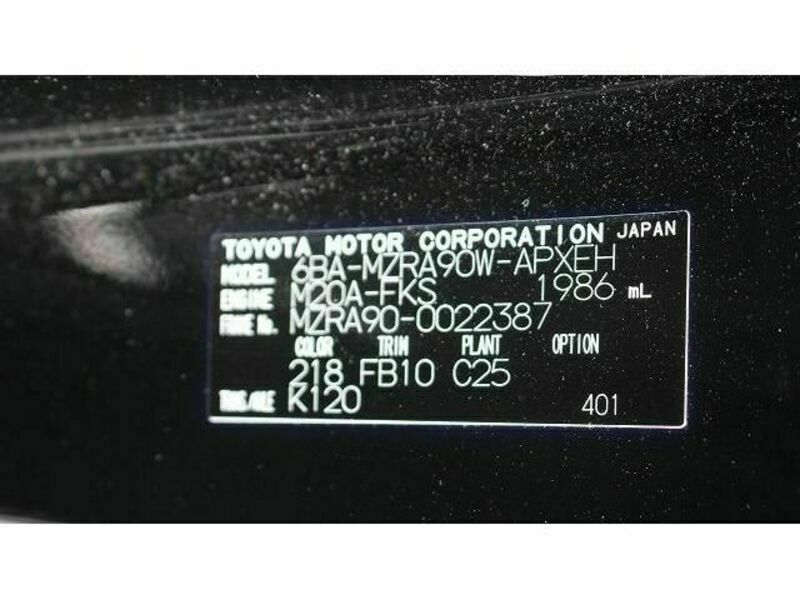 TOYOTA MOTOR CORPORATION JAPAN
MODEL 6BA-MZRA90W-APXEH
ENGINE M20A-FKS 1986 mL
FRAME No. MZRA90-0022387
COLOR TRIM PLANT OPTION
218 FB10 C25
TRANS/AXLE K120 401